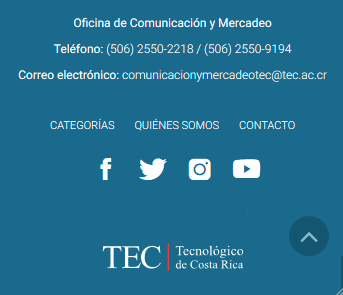 Oficina de Comunicación y Mercadeo
Teléfono: (506) 2550-2218 / (506) 2550-9194
Correo electrónico: comunicacionymercadeotec@tec.ac.cr
CATEGORÍAS QUIÉNES SOMOS CONTACTO
TEC | Tecnológico
de Costa Rica